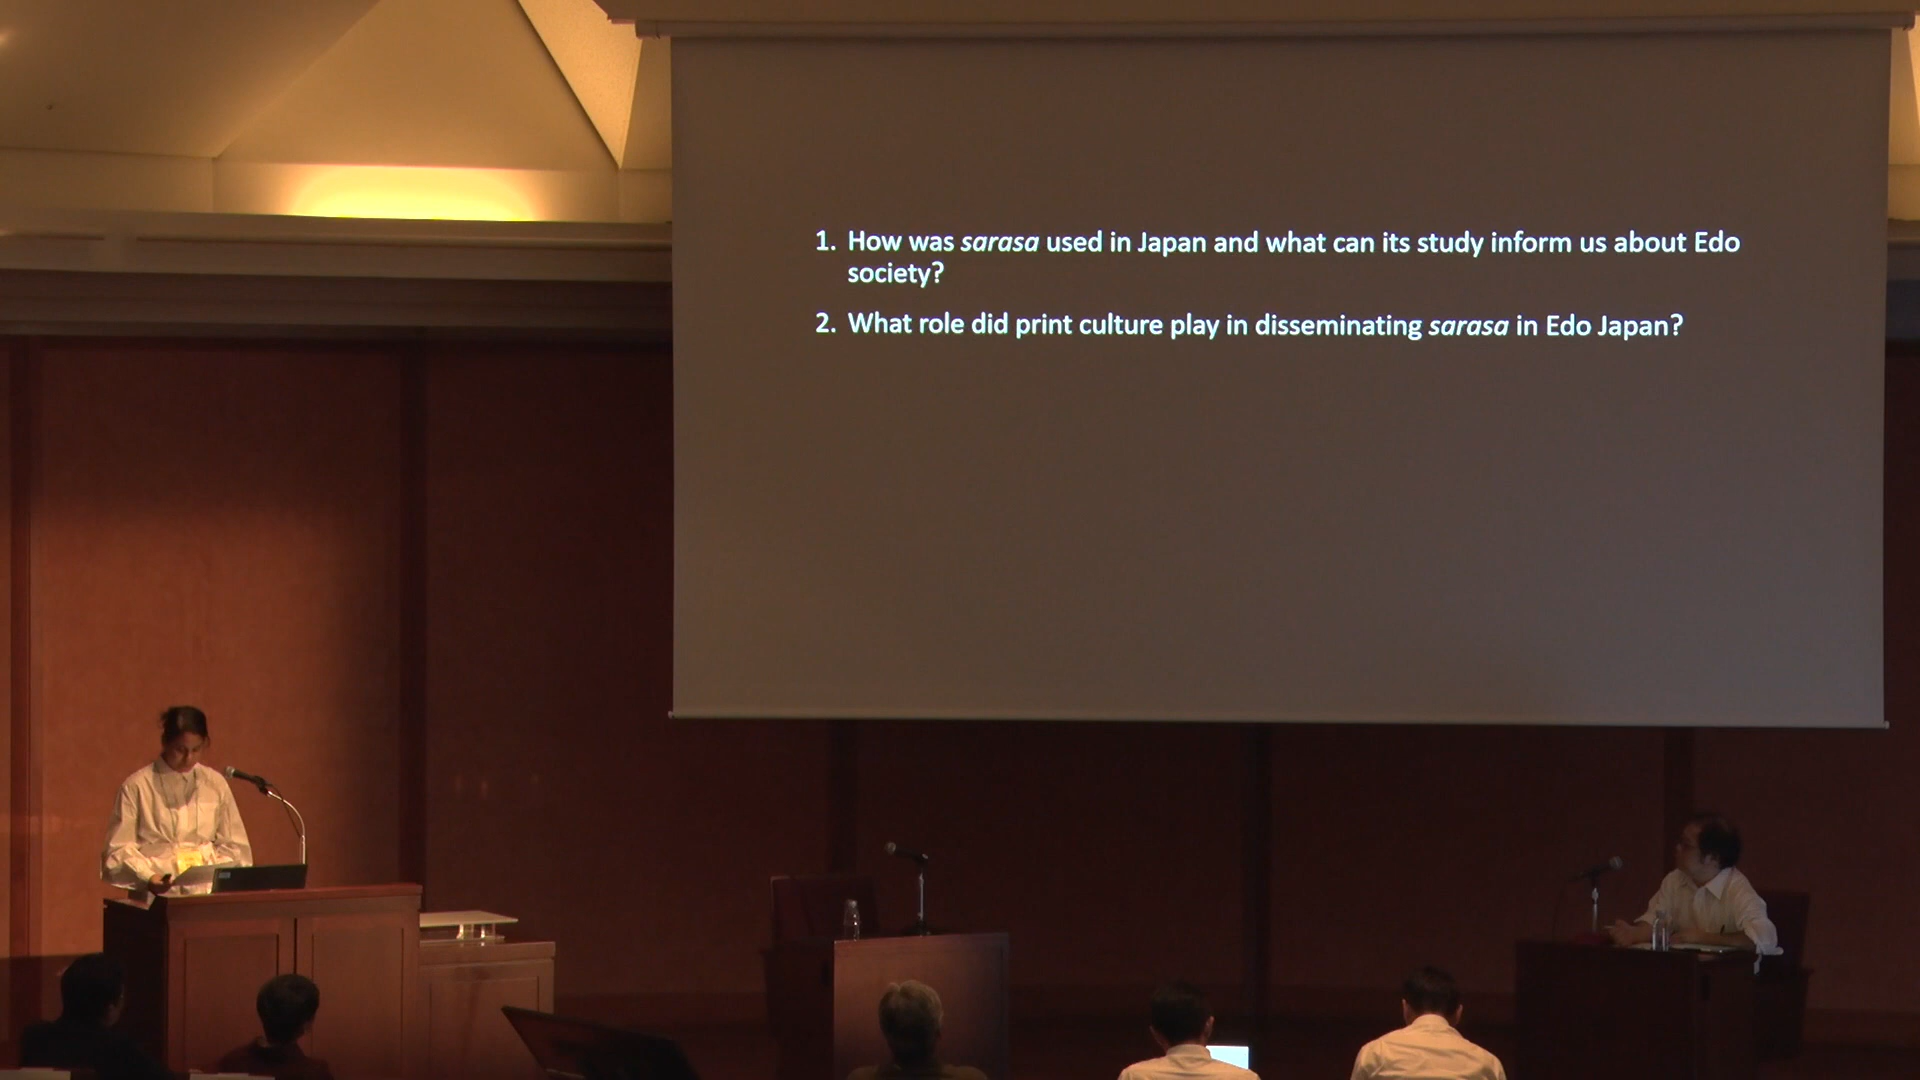 1. How was sarasa used in Japan and what can its study inform us about Edo
society?
2. What role did print culture play in disseminating sarasa in Edo Japan?